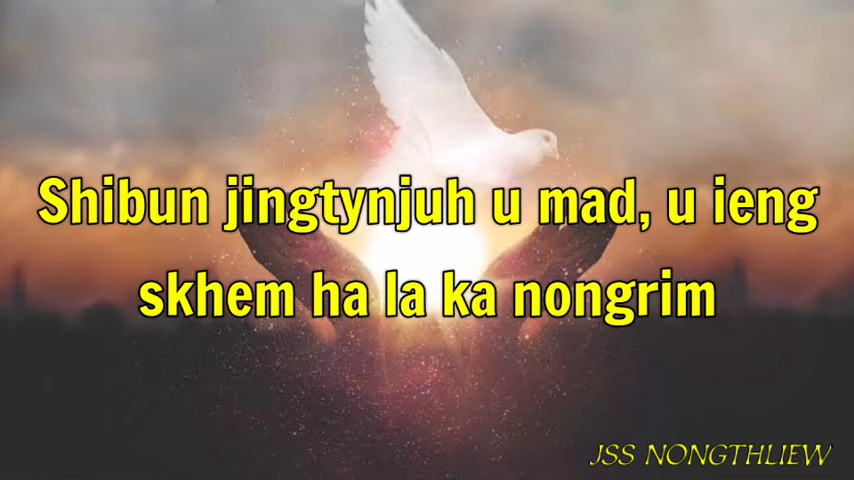 Shibun jingtynjuh u mad, u ieng
skhem ha la ka nongrim
JSS NONGTHLIEW